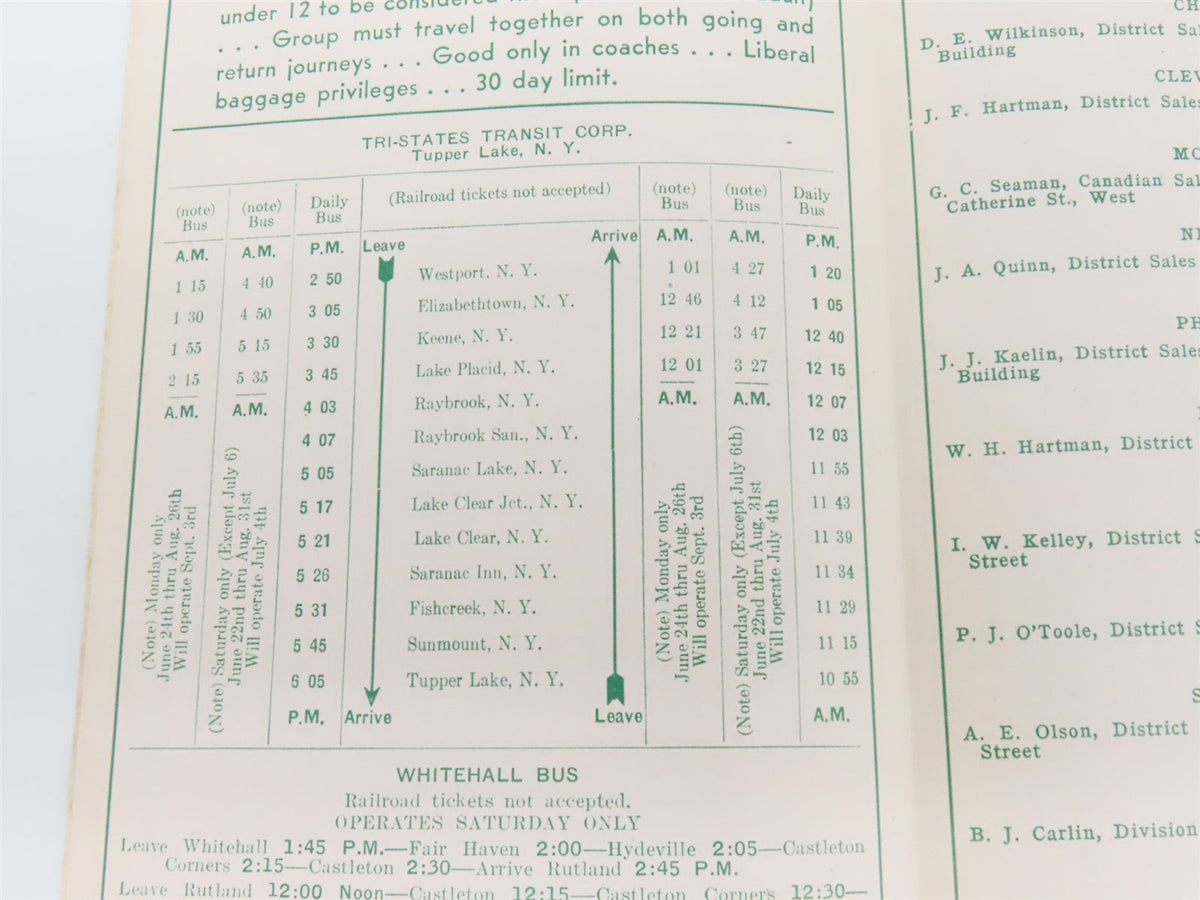 under 12 to be considered
. . . Group must travel together on both going and
return journeys . . . Good only in coaches . . . Liberal
baggage privileges . . . 30 day limit.
TRI-STATES TRANSIT CORP.
Tupper Lake, N. Y.
(note) Bus (note) Bus Daily Bus (Railroad tickets not accepted) (note) Bus (note) Bus Daily Bus
A.M. A.M. P.M. Leave Arrive A.M. A.M. P.M.
1 15 4 40 2 50 Westport, N. Y. 1 01 4 27 1 20
1 30 4 50 3 05 Elizabethtown, N. Y. 12 46 4 12 1 05
1 55 5 15 3 30 Keene, N. Y. 12 21 3 47 12 40
2 15 5 35 3 45 Lake Placid, N. Y. 12 01 3 27 12 15
A.M. A.M. 4 03 Raybrook, N. Y. A.M. A.M. 12 07
4 07 Raybrook San., N. Y. 12 03
5 05 Saranac Lake, N. Y. 11 55
5 17 Lake Clear Jct., N. Y. 11 43
5 21 Lake Clear, N. Y. 11 39
5 26 Saranac Inn, N. Y. 11 34
5 31 Fishcreek, N. Y. 11 29
5 45 Sunmount, N. Y. 11 15
6 05 Tupper Lake, N. Y. 10 55
P.M. Arrive Leave A.M.
(Note) Monday only
June 24th thru Aug. 26th
Will operate Sept. 3rd
(Note) Saturday only (Except July 6)
June 22nd thru Aug. 31st
Will operate July 4th
(Note) Monday only
June 24th thru Aug. 26th
Will operate Sept. 3rd
(Note) Saturday only (Except July 6th)
June 22nd thru Aug. 31st
Will operate July 4th
WHITEHALL BUS
Railroad tickets not accepted.
OPERATES SATURDAY ONLY
Leave Whitehall 1:45 P.M.—Fair Haven 2:00—Hydeville 2:05—Castleton
Corners 2:15—Castleton 2:30—Arrive Rutland 2:45 P.M.
Leave Rutland 12:00 Noon—Castleton 12:15—Castleton Corners 12:30—
CH
D. E. Wilkinson, District Sa
Building
CLEV
J. F. Hartman, District Sales
MO
G. C. Seaman, Canadian Sal
Catherine St., West
NE
J. A. Quinn, District Sales
PH
J. J. Kaelin, District Sales
Building
W. H. Hartman, District
I. W. Kelley, District S
Street
P. J. O'Toole, District S
S
A. E. Olson, District
Street
B. J. Carlin, Division